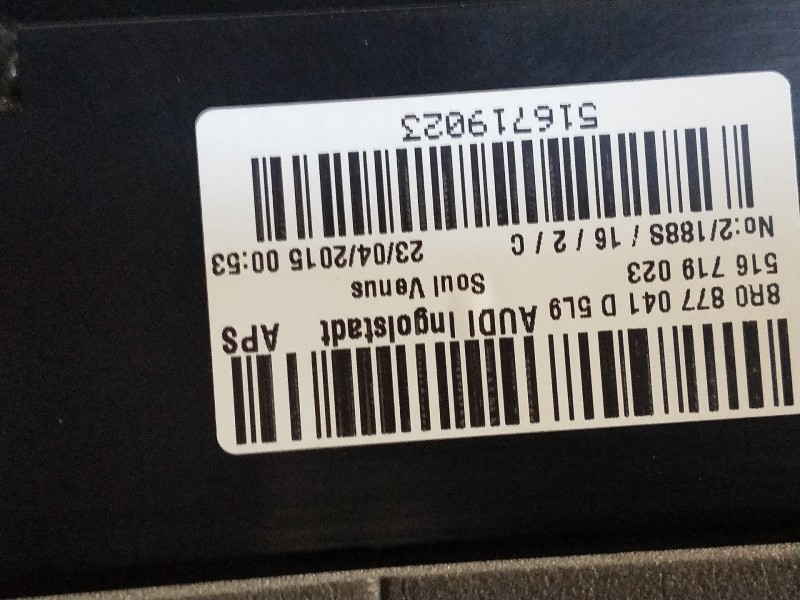 8R0 877 041 D 5L9 AUDI Ingolstadt APS
516 719 023 Soul Venus
No:2/188S / 16 / 2 / C 23/04/2015 00:53
516719023